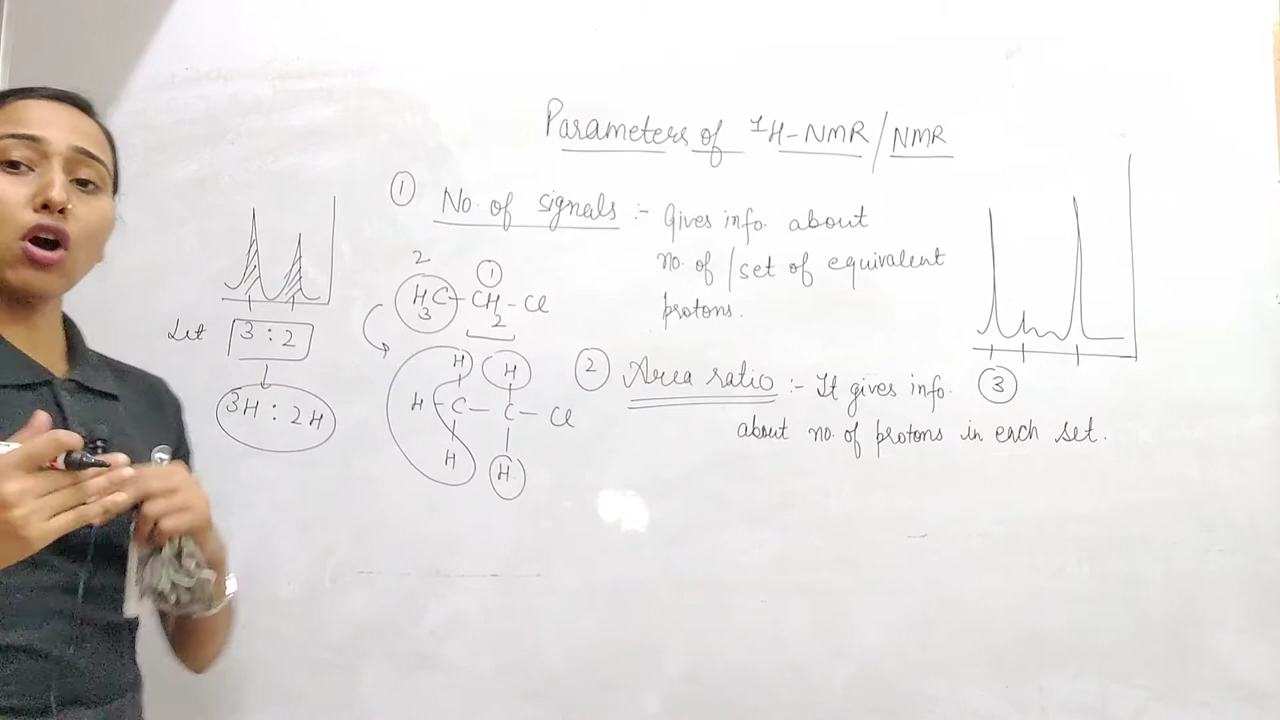 Parameters of ¹H-NMR/NMR
① No. of signals :- Gives info. about
no. of /set of equivalent
protons.
2 ①
H₃C-CH₂-Cl
H H
H-C-C-Cl
H H
② Area ratio :- It gives info.
about no. of protons in each set.
③
Let 3:2
3H : 2H